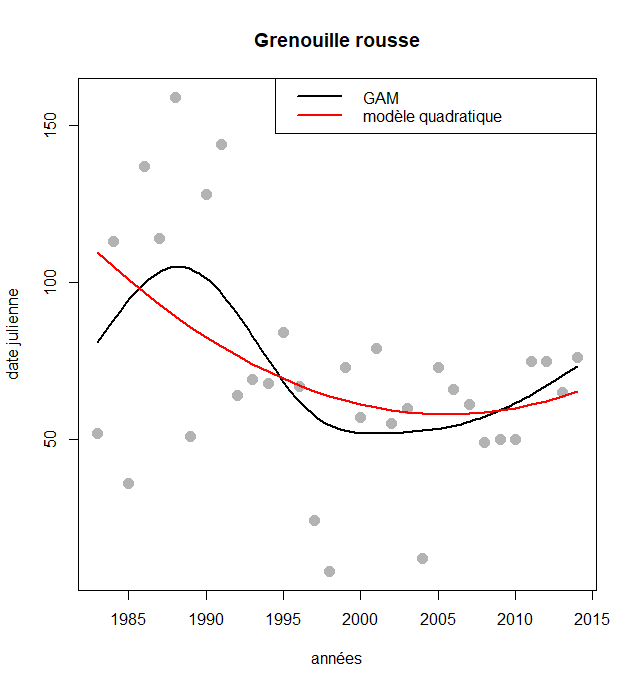 Grenouille rousse
GAM
modèle quadratique
date julienne
150
100
50
1985 1990 1995 2000 2005 2010 2015
années